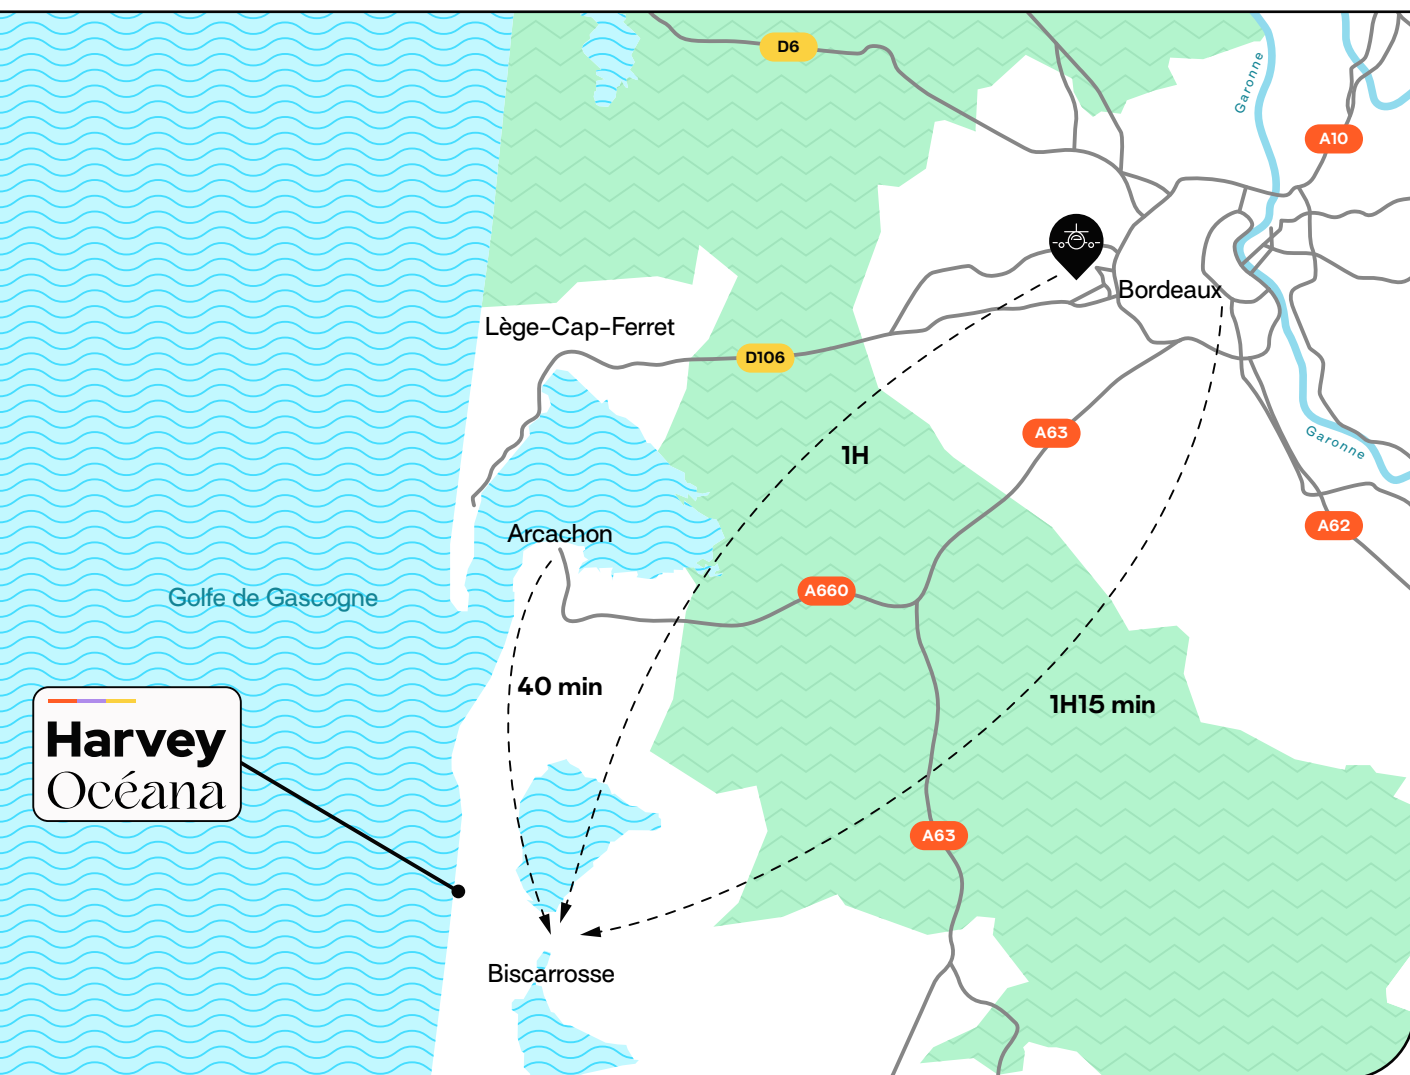 D6
Garonne
A10
Bordeaux
Lège-Cap-Ferret
D106
A63
Garonne
1H
A62
Arcachon
A660
Golfe de Gascogne
40 min
1H15 min
Harvey
Océana
A63
Biscarrosse